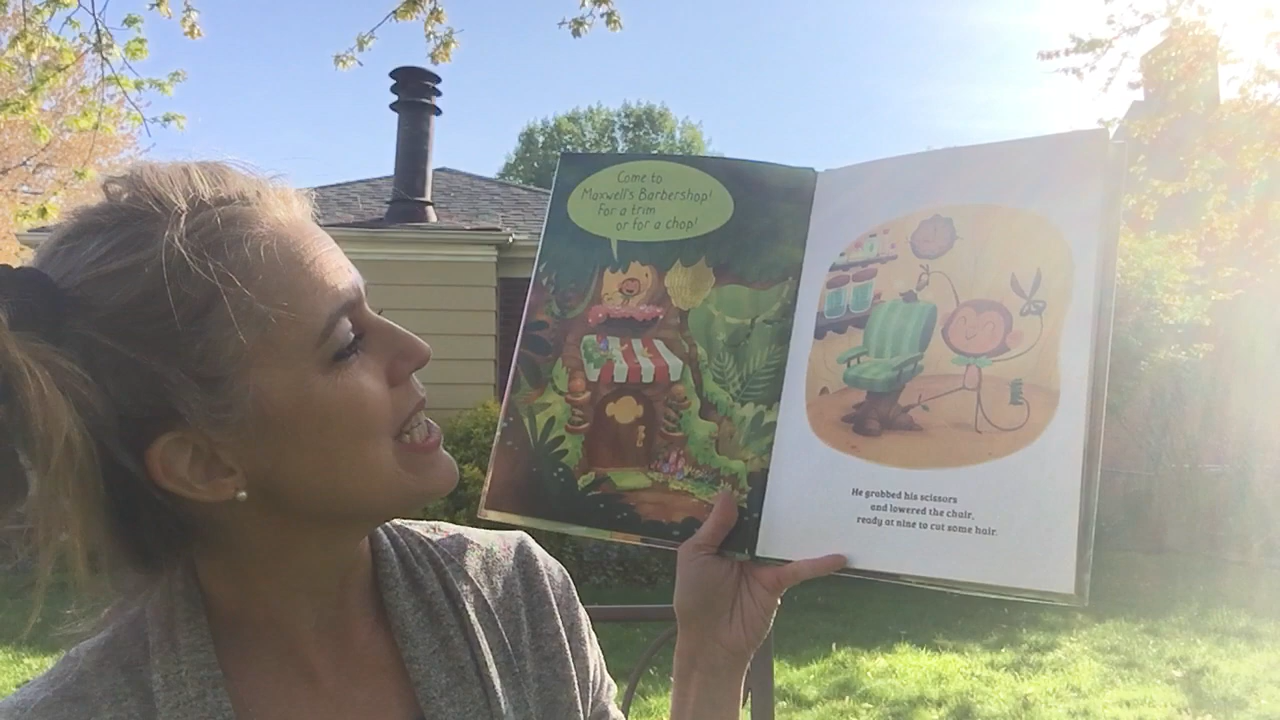 Come to
Maxwell's Barbershop!
For a trim
or for a chop!
He grabbed his scissors
and lowered the chair,
ready at nine to cut some hair.